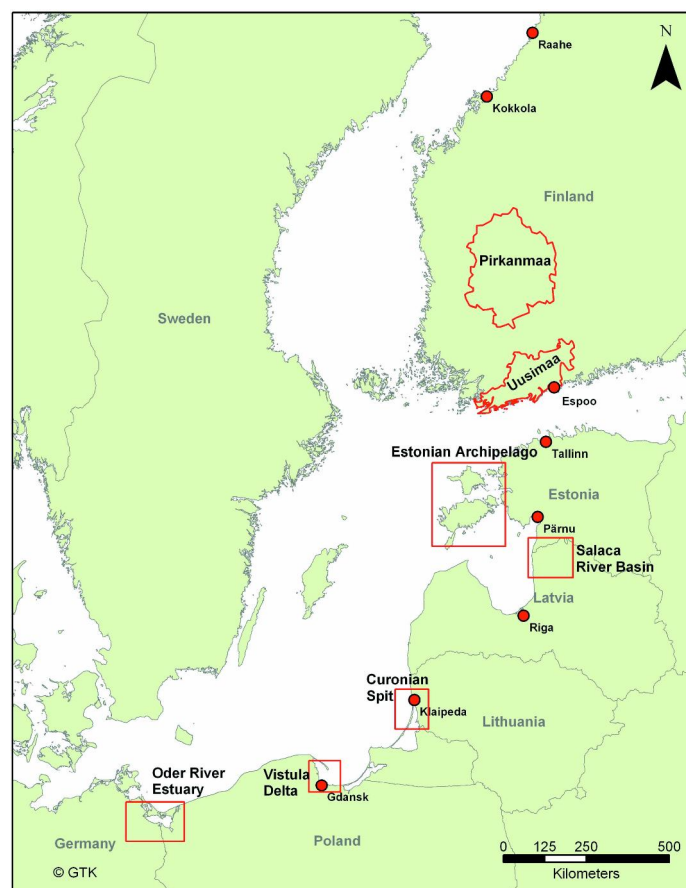 N
Raahe
Kokkola
Finland
Pirkanmaa
Sweden
Uusimaa
Espoo
Tallinn
Estonian Archipelago
Estonia
Pärnu
Salaca
River Basin
Latvia
Riga
Curonian
Spit
Klaipeda
Lithuania
Oder River
Estuary
Vistula
Delta
Gdansk
Germany
Poland
© GTK
0 125 250 500
Kilometers